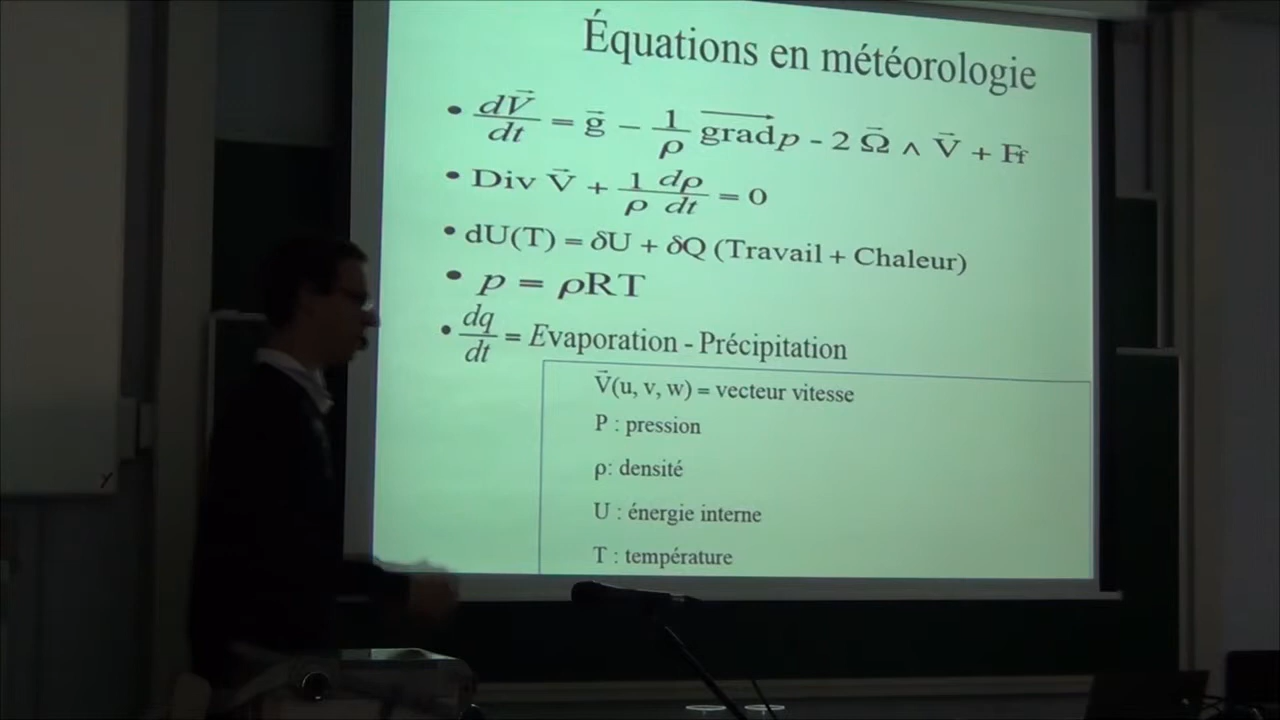 Équations en météorologie
• dV⃗/dt = g⃗ – 1/ρ grad⃗p - 2 Ω⃗ ∧ V⃗ + Ff
• Div V⃗ + 1/ρ dρ/dt = 0
• dU(T) = δU + δQ (Travail + Chaleur)
• p = ρRT
• dq/dt = Evaporation - Précipitation
V⃗(u, v, w) = vecteur vitesse
P : pression
ρ: densité
U : énergie interne
T : température